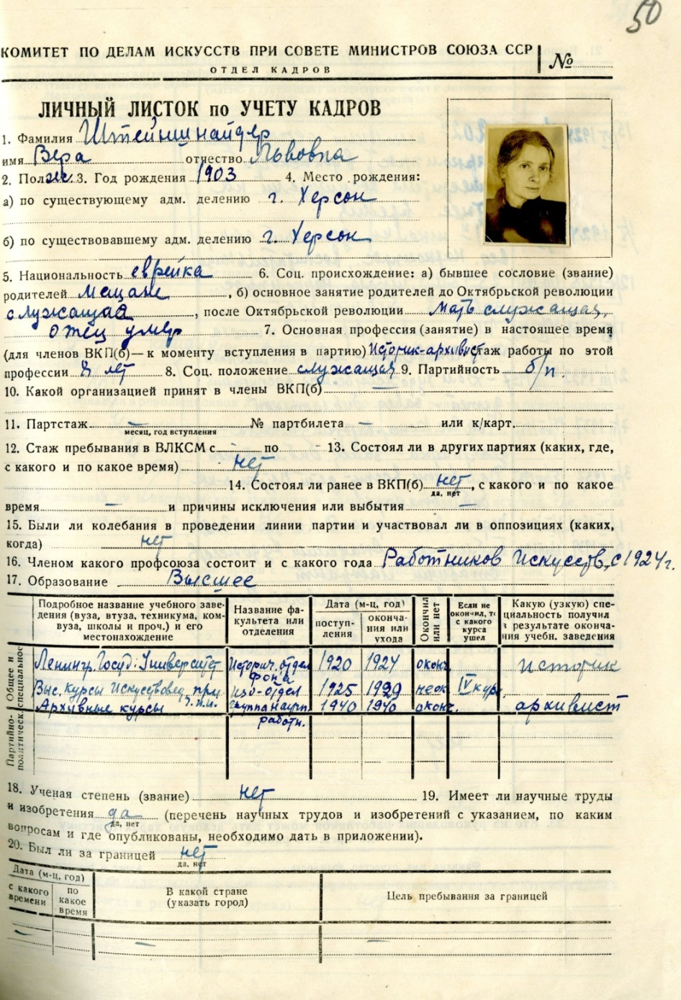 50
КОМИТЕТ ПО ДЕЛАМ ИСКУССТВ ПРИ СОВЕТЕ МИНИСТРОВ СОЮЗА ССР
ОТДЕЛ КАДРОВ
№
ЛИЧНЫЙ ЛИСТОК по УЧЕТУ КАДРОВ
1. Фамилия Штейншнайдер
имя Вера отчество Львовна
2. Пол ж. 3. Год рождения 1903 4. Место рождения:
а) по существующему адм. делению г. Херсон
б) по существовавшему адм. делению г. Херсон
5. Национальность еврейка 6. Соц. происхождение: а) бывшее сословие (звание)
родителей мещане, б) основное занятие родителей до Октябрьской революции
служащая, после Октябрьской революции мать служащая,
отец умер 7. Основная профессия (занятие) в настоящее время
(для членов ВКП(б)—к моменту вступления в партию) Историк-архивист стаж работы по этой
профессии 8 лет 8. Соц. положение служащая 9. Партийность б/п.
10. Какой организацией принят в члены ВКП(б) —
11. Партстаж — № партбилета — или к/карт.
месяц, год вступления
12. Стаж пребывания в ВЛКСМ с - по - 13. Состоял ли в других партиях (каких, где,
с какого и по какое время) нет
14. Состоял ли ранее в ВКП(б) нет, с какого и по какое
да, нет
время — и причины исключения или выбытия —
15. Были ли колебания в проведении линии партии и участвовал ли в оппозициях (каких,
когда) нет
16. Членом какого профсоюза состоит и с какого года Работников Искусств, с 1924 г.
17. Образование Высшее
Подробное название учебного заведения (вуза, втуза, техникума, комвуза, школы и проч.) и его местонахождение
Название факультета или отделения
Дата (м-ц, год)
поступления
окончания или ухода
Окончил или нет
Если не окончил, то с какого курса ушел
Какую (узкую) специальность получил в результате окончания учебн. заведения
Общее и специальное
Ленингр. Госуд. Университет Историч. отдел фона 1920 1924 оконч. историк
Выс. курсы Искусствовед. при изо-отдел 1925 1929 неок IV курс
Архивные курсы группа научн. работн. 1940 1940 оконч. архивист
Партийно-политическ.
18. Ученая степень (звание) нет 19. Имеет ли научные труды
и изобретения да (перечень научных трудов и изобретений с указанием, по каким
да, нет
вопросам и где опубликованы, необходимо дать в приложении).
20. Был ли за границей нет
да, нет
Дата (м-ц, год)
с какого времени
по какое время
В какой стране (указать город)
Цель пребывания за границей
— — —